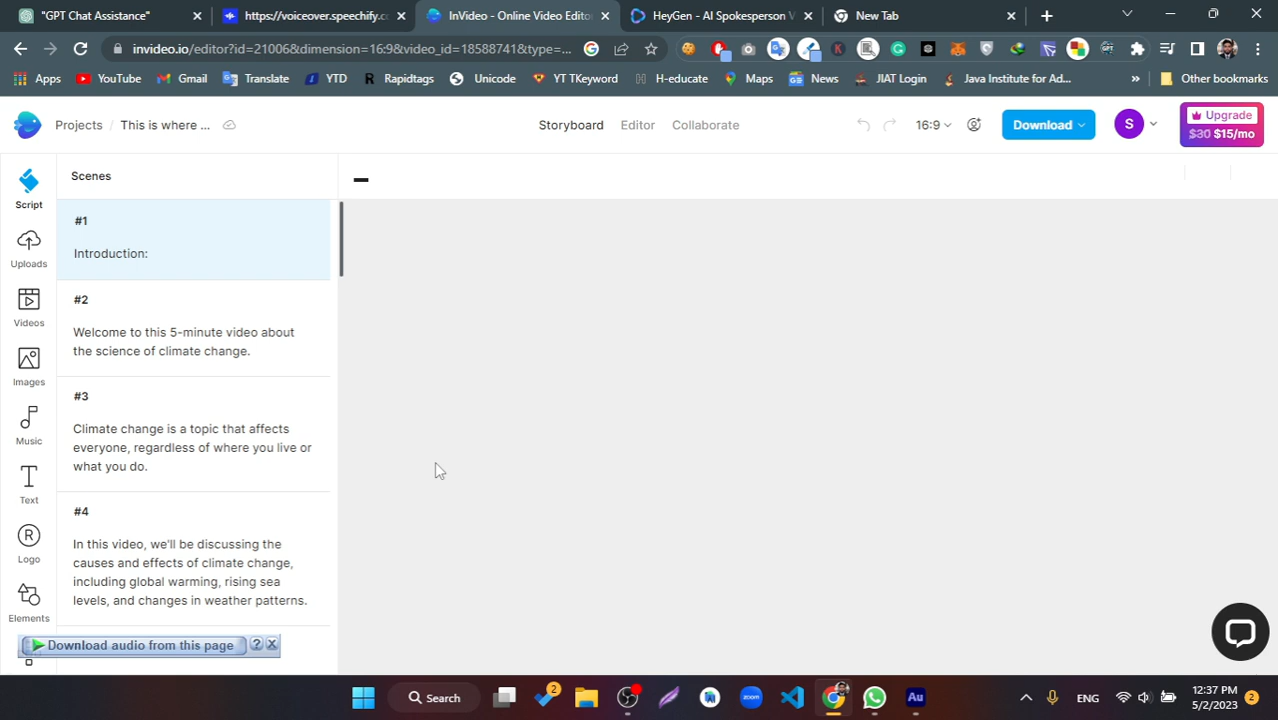 "GPT Chat Assistance"
https://voiceover.speechify.c
InVideo - Online Video Editor
HeyGen - AI Spokesperson V
New Tab
invideo.io/editor?id=21006&dimension=16:9&video_id=18588741&type=...
Apps
YouTube
Gmail
Translate
YTD
Rapidtags
Unicode
YT TKeyword
H-educate
Maps
News
JIAT Login
Java Institute for Ad...
»
Other bookmarks
Projects / This is where ...
Storyboard
Editor
Collaborate
16:9
Download
S
Upgrade
$30 $15/mo
Script
Uploads
Videos
Images
Music
Text
Logo
Elements
Scenes
#1
Introduction:
#2
Welcome to this 5-minute video about
the science of climate change.
#3
Climate change is a topic that affects
everyone, regardless of where you live or
what you do.
#4
In this video, we'll be discussing the
causes and effects of climate change,
including global warming, rising sea
levels, and changes in weather patterns.
Download audio from this page
?
Search
2
zoom
Au
ENG
12:37 PM
5/2/2023
2